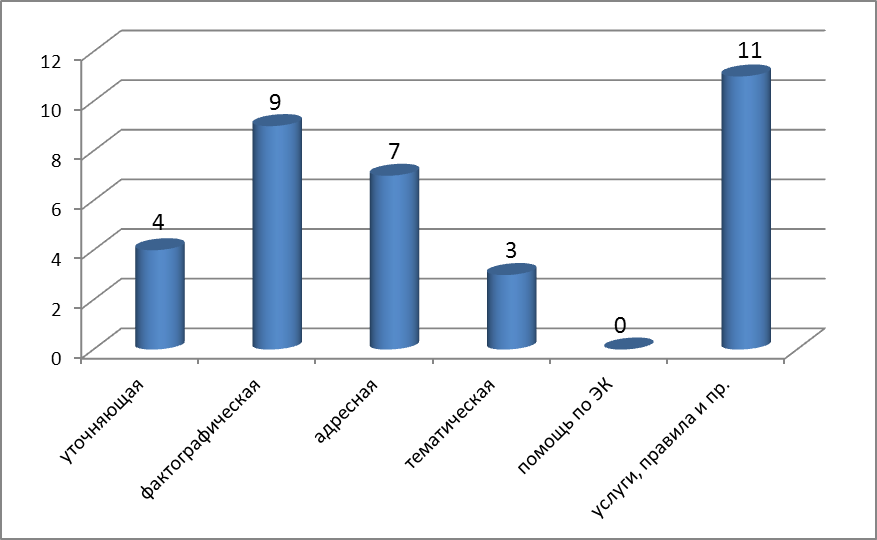 12
10
8
6
4
2
0
4
9
7
3
0
11
уточняющая
фактографическая
адресная
тематическая
помощь по ЭК
услуги, правила и пр.